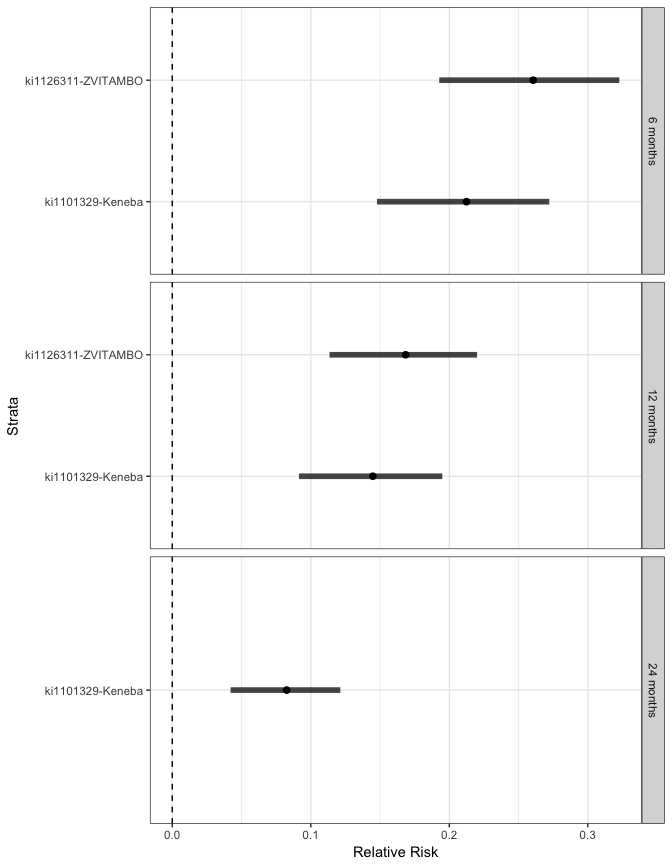 ki1126311-ZVITAMBO
ki1101329-Keneba
6 months
ki1126311-ZVITAMBO
ki1101329-Keneba
12 months
Strata
ki1101329-Keneba
24 months
0.0 0.1 0.2 0.3
Relative Risk